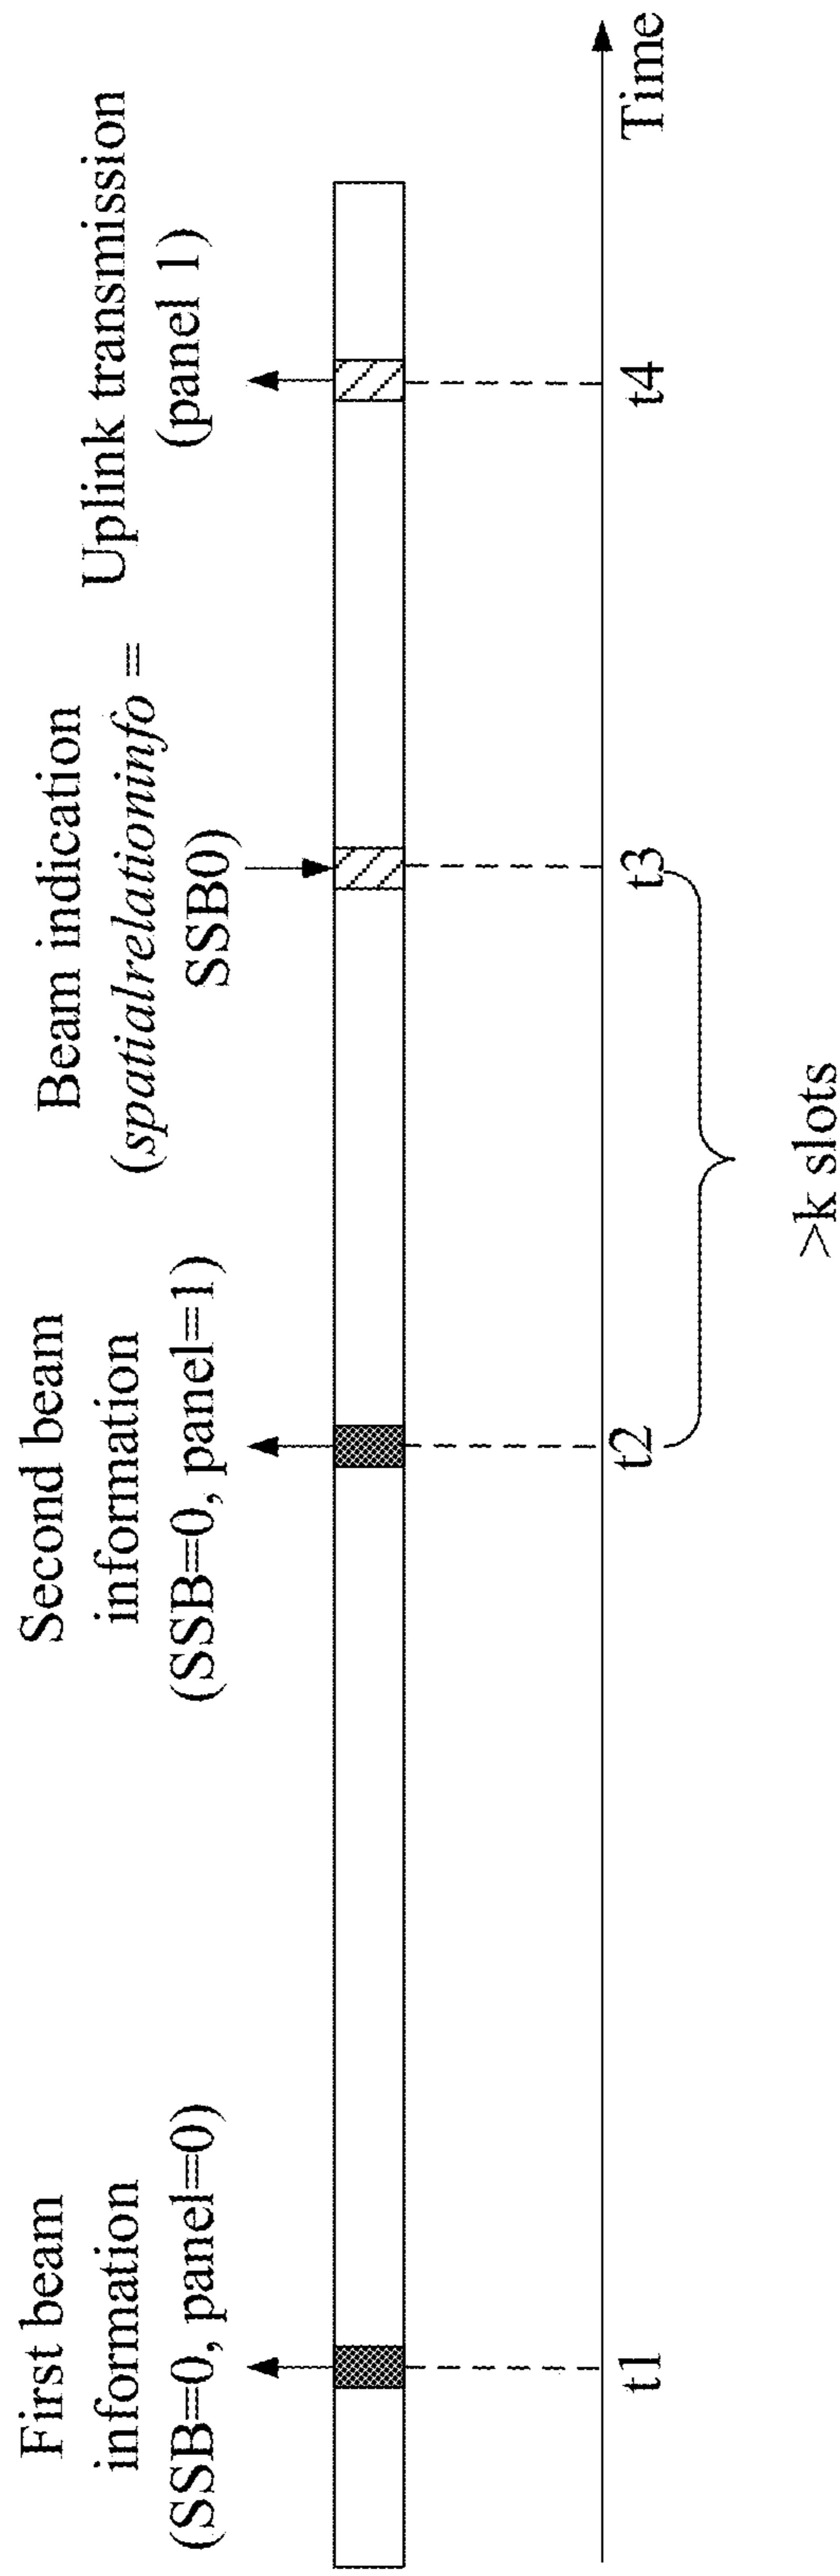 First beam
information
(SSB=0, panel=0)
Second beam
information
(SSB=0, panel=1)
Beam indication
(spatialrelationinfo =
SSB0)
Uplink transmission
(panel 1)
t1
t2
t3
t4
Time
>k slots